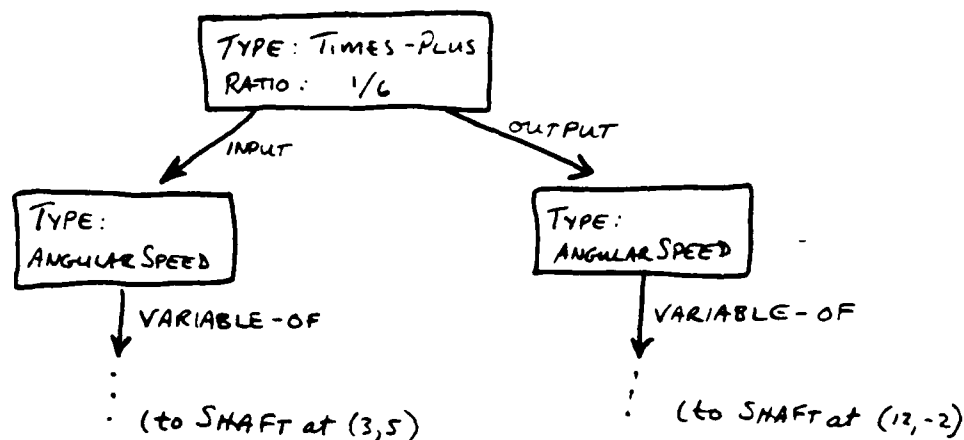 TYPE: TIMES-PLUS
RATIO: 1/6
INPUT
OUTPUT
TYPE:
ANGULAR SPEED
TYPE:
ANGULAR SPEED
VARIABLE-OF
VARIABLE-OF
(to SHAFT at (3,5)
(to SHAFT at (12,-2)